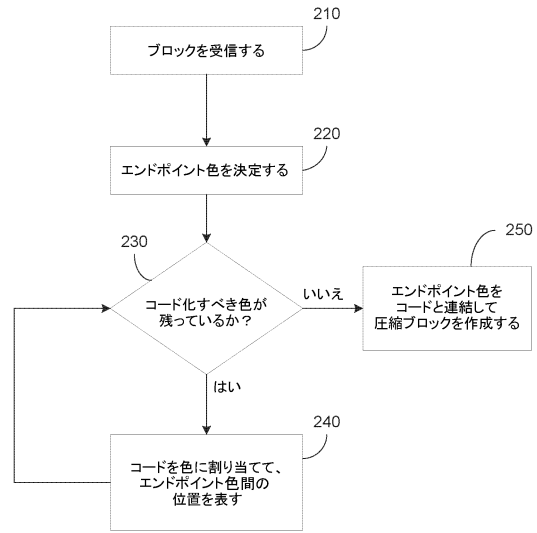 210
ブロックを受信する
220
エンドポイント色を決定する
230
コード化すべき色が
残っているか？
いいえ
250
エンドポイント色を
コードと連結して
圧縮ブロックを作成する
はい
240
コードを色に割り当てて、
エンドポイント色間の
位置を表す